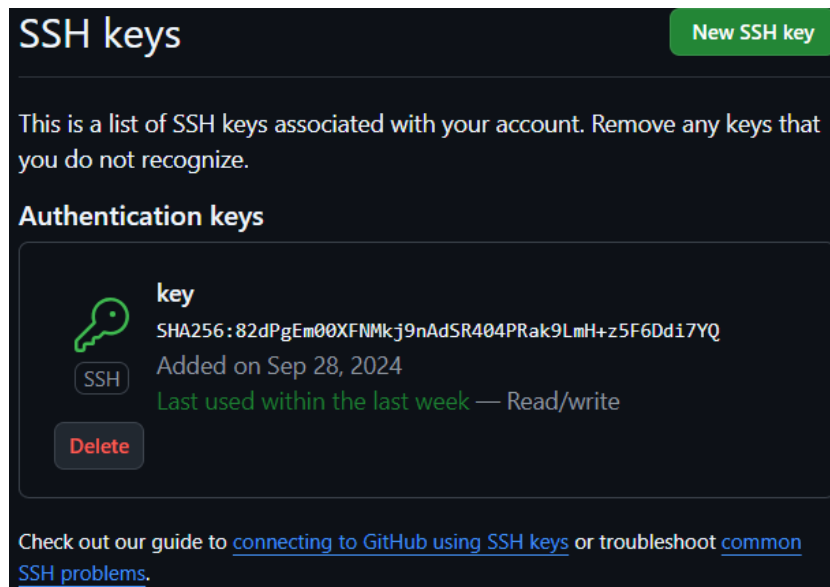 SSH keys
New SSH key
This is a list of SSH keys associated with your account. Remove any keys that
you do not recognize.
Authentication keys
key
SHA256:82dPgEm00XFNMkj9nAdSR404PRak9LmH+z5F6Ddi7YQ
Added on Sep 28, 2024
SSH
Last used within the last week — Read/write
Delete
Check out our guide to connecting to GitHub using SSH keys or troubleshoot common
SSH problems.